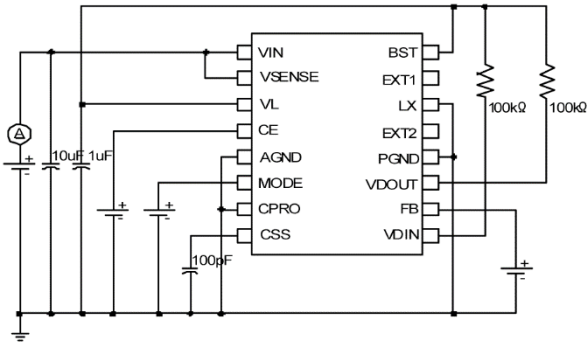 VIN
VSENSE
VL
CE
AGND
MODE
CPRO
CSS
BST
EXT1
LX
EXT2
PGND
VDOUT
FB
VDIN
100kΩ
100kΩ
10uF
1uF
100pF
A
+
-
+
-
+
-
+
-